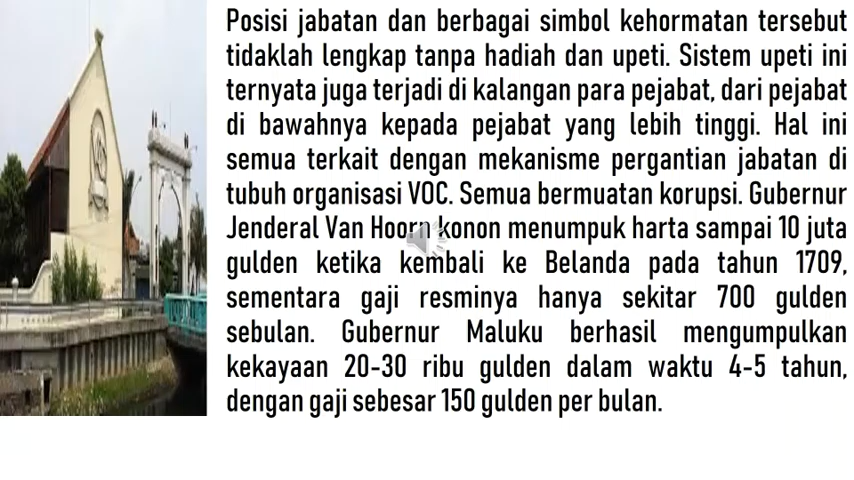 Posisi jabatan dan berbagai simbol kehormatan tersebut
tidaklah lengkap tanpa hadiah dan upeti. Sistem upeti ini
ternyata juga terjadi di kalangan para pejabat, dari pejabat
di bawahnya kepada pejabat yang lebih tinggi. Hal ini
semua terkait dengan mekanisme pergantian jabatan di
tubuh organisasi VOC. Semua bermuatan korupsi. Gubernur
Jenderal Van Hoorn konon menumpuk harta sampai 10 juta
gulden ketika kembali ke Belanda pada tahun 1709,
sementara gaji resminya hanya sekitar 700 gulden
sebulan. Gubernur Maluku berhasil mengumpulkan
kekayaan 20-30 ribu gulden dalam waktu 4-5 tahun,
dengan gaji sebesar 150 gulden per bulan.